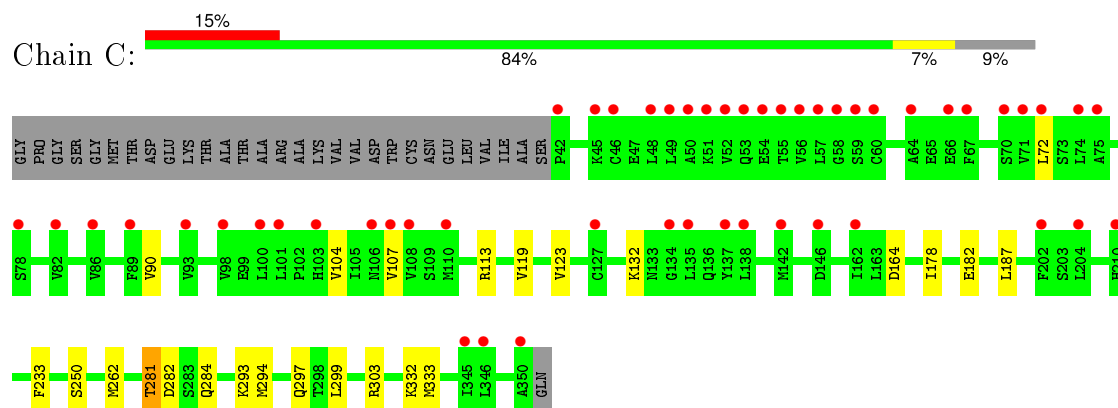 15%
Chain C:
84% 7% 9%
GLY PRO GLY SER GLY MET THR ASP GLU LYS THR ALA THR ALA ARG ALA LYS VAL VAL ASP TRP CYS ASN GLU LEU VAL ILE ALA SER P42 K45 C46 E47 L48 L49 A50 K51 V52 Q53 E54 T55 V56 L57 G58 S59 C60 A64 E65 E66 F67 S70 V71 L72 S73 L74 A75
S78 V82 V86 F89 V90 V93 V98 E99 L100 L101 P102 H103 V104 I105 N106 V107 V108 S109 M110 R113 V119 V123 C127 K132 N133 G134 L135 Q136 Y137 L138 M142 D146 I162 L163 D164 I178 E182 L187 F202 S203 L204
F233 S250 M262 T281 D282 S283 Q284 K293 M294 Q297 T298 L299 R303 K332 M333 I345 L346 A350 GLN